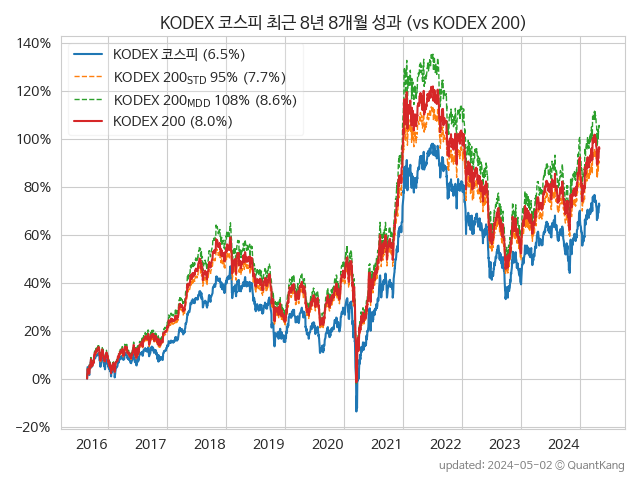 KODEX 코스피 최근 8년 8개월 성과 (vs KODEX 200)
140%
120%
100%
80%
60%
40%
20%
0%
−20%
KODEX 코스피 (6.5%)
KODEX 200STD 95% (7.7%)
KODEX 200MDD 108% (8.6%)
KODEX 200 (8.0%)
2016 2017 2018 2019 2020 2021 2022 2023 2024
updated: 2024-05-02 © QuantKang